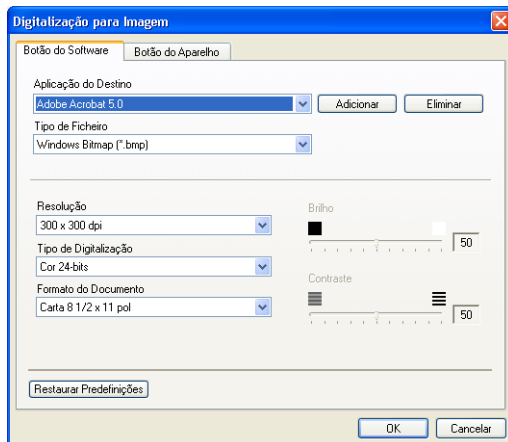 Digitalização para Imagem
Botão do Software
Botão do Aparelho
Aplicação do Destino
Adobe Acrobat 5.0
Adicionar
Eliminar
Tipo de Ficheiro
Windows Bitmap (*.bmp)
Resolução
300 x 300 dpi
Tipo de Digitalização
Cor 24-bits
Formato do Documento
Carta 8 1/2 x 11 pol
Brilho
50
Contraste
50
Restaurar Predefinições
OK
Cancelar